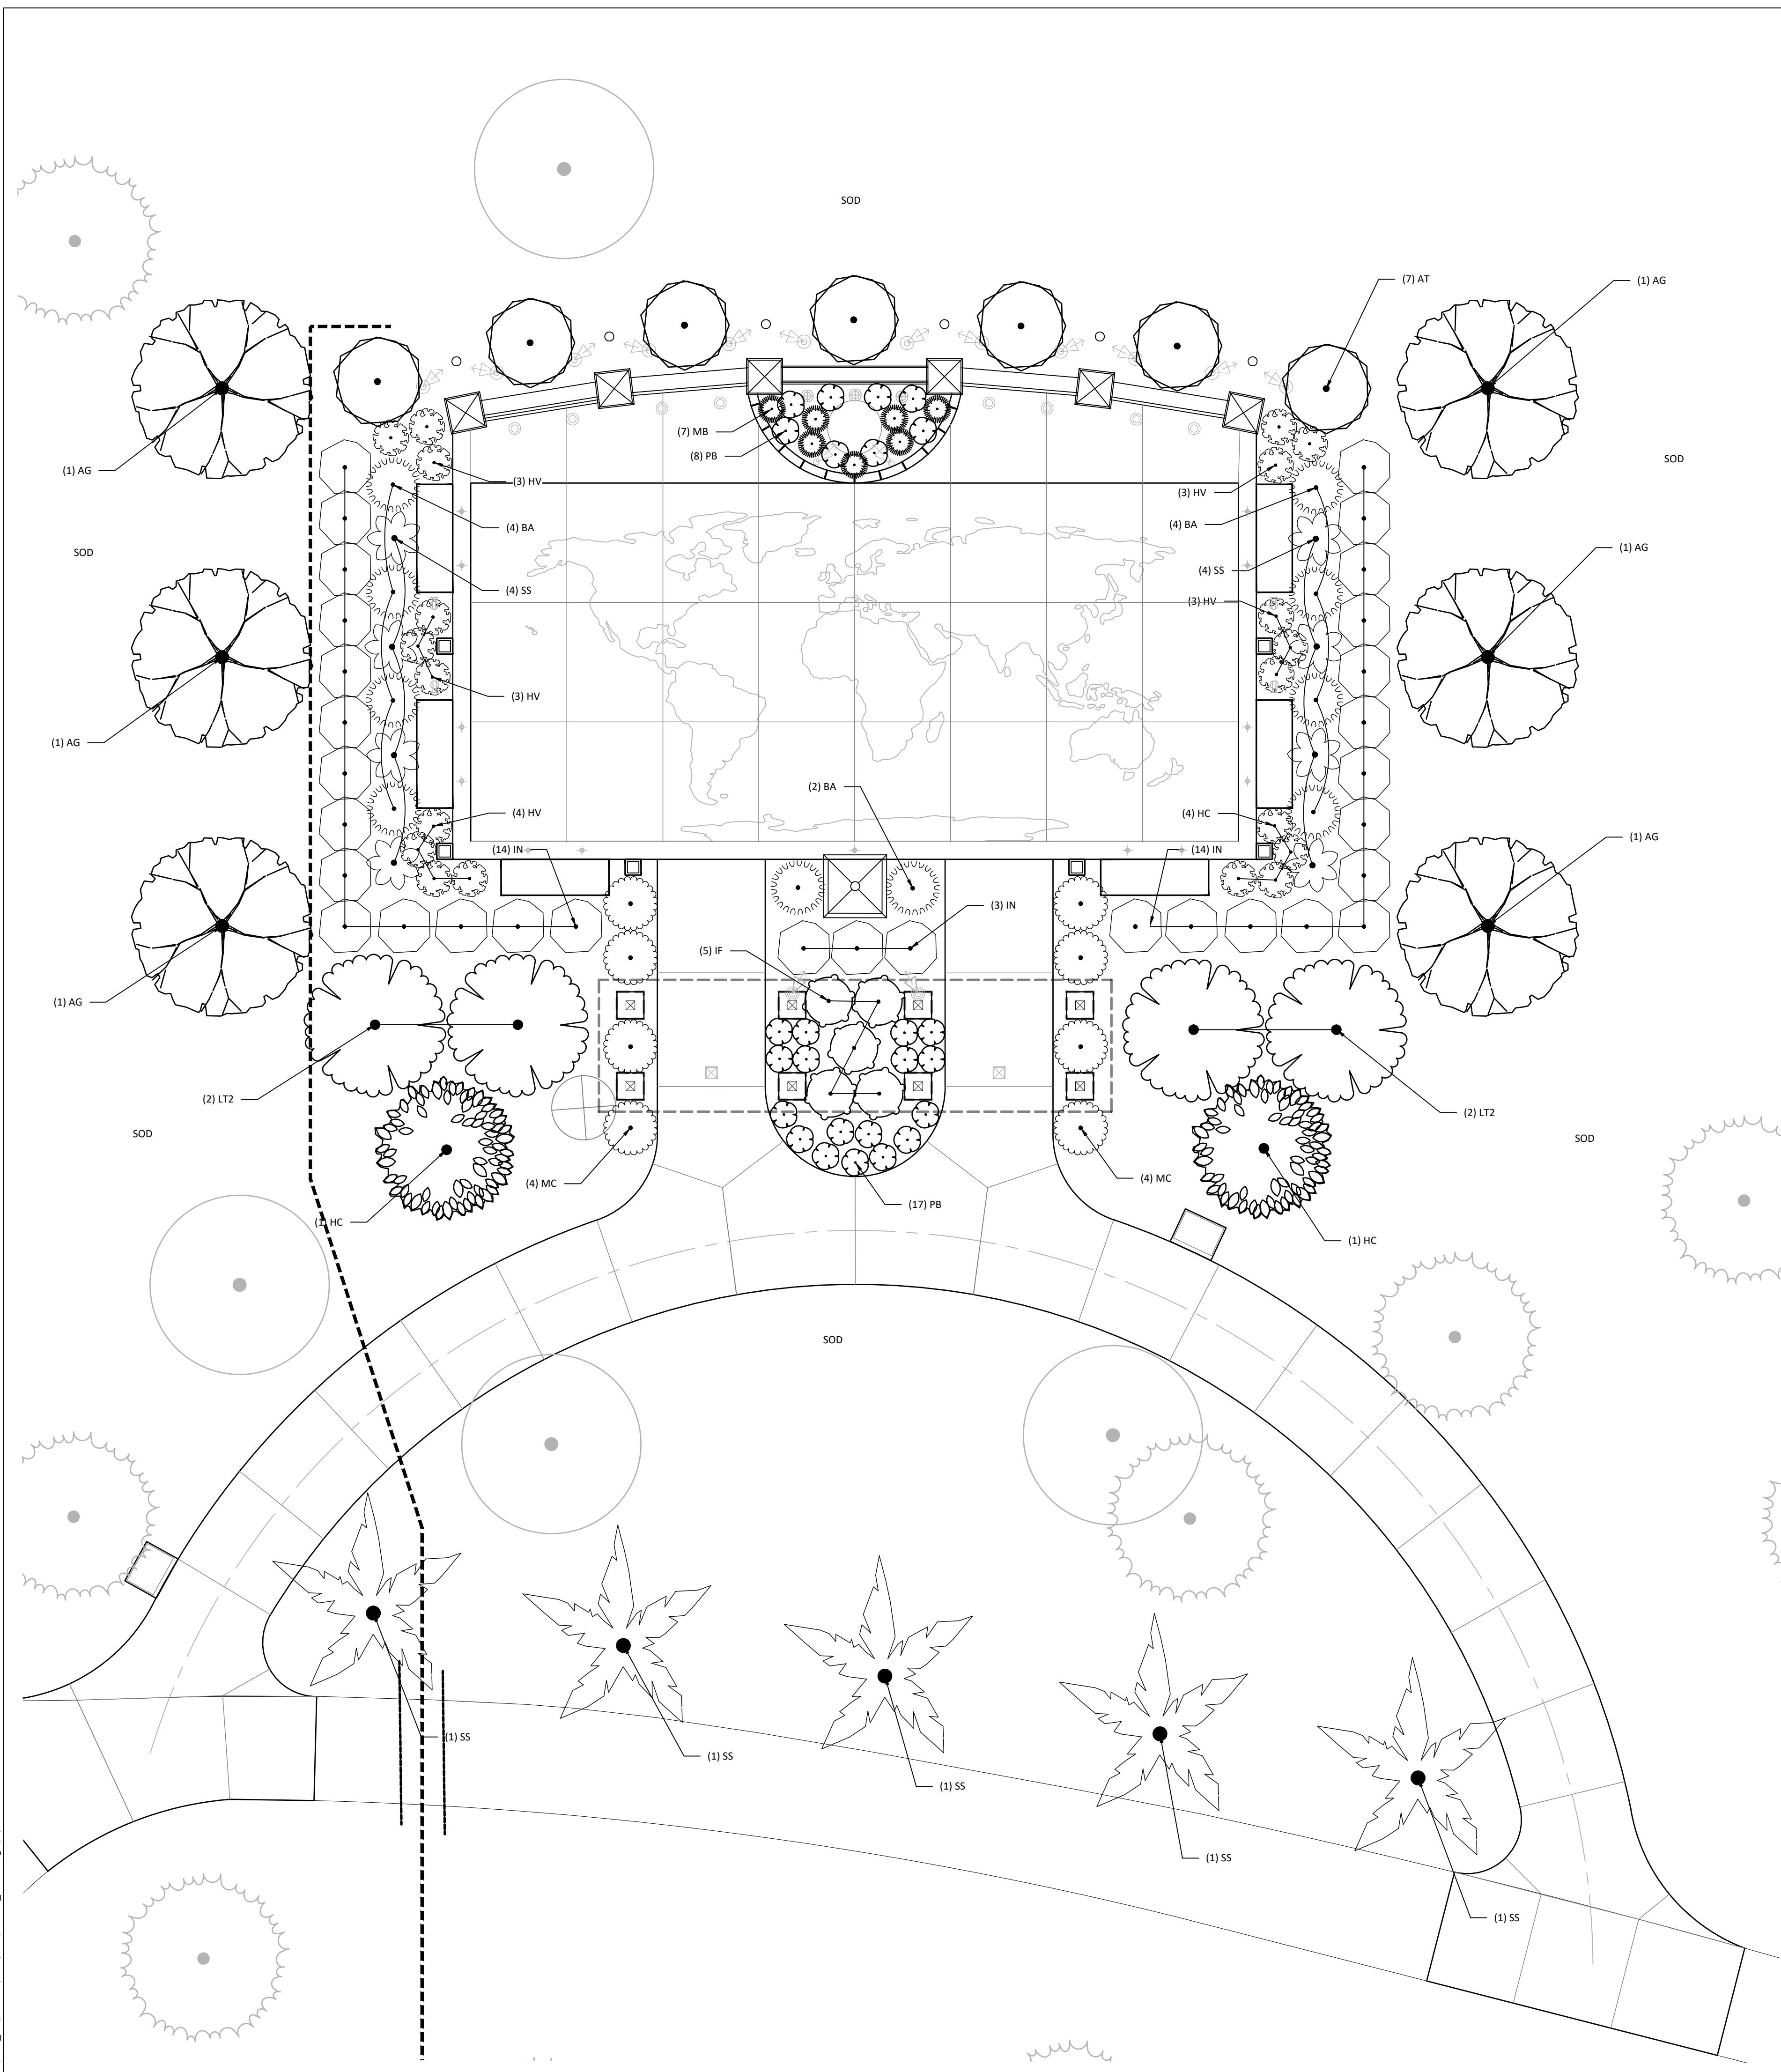 SOD
(7) AT
(1) AG
(7) MB
(8) PB
(1) AG
SOD
(3) HV
(3) HV
(4) BA
(4) BA
SOD
(1) AG
(4) SS
(4) SS
(3) HV
(3) HV
(1) AG
(2) BA
(4) HV
(4) HC
(1) AG
(14) IN
(14) IN
(3) IN
(5) IF
(1) AG
(2) LT2
(2) LT2
SOD
SOD
(4) MC
(4) MC
(17) PB
(1) HC
(1) HC
SOD
(1) SS
(1) SS
(1) SS
(1) SS
(1) SS